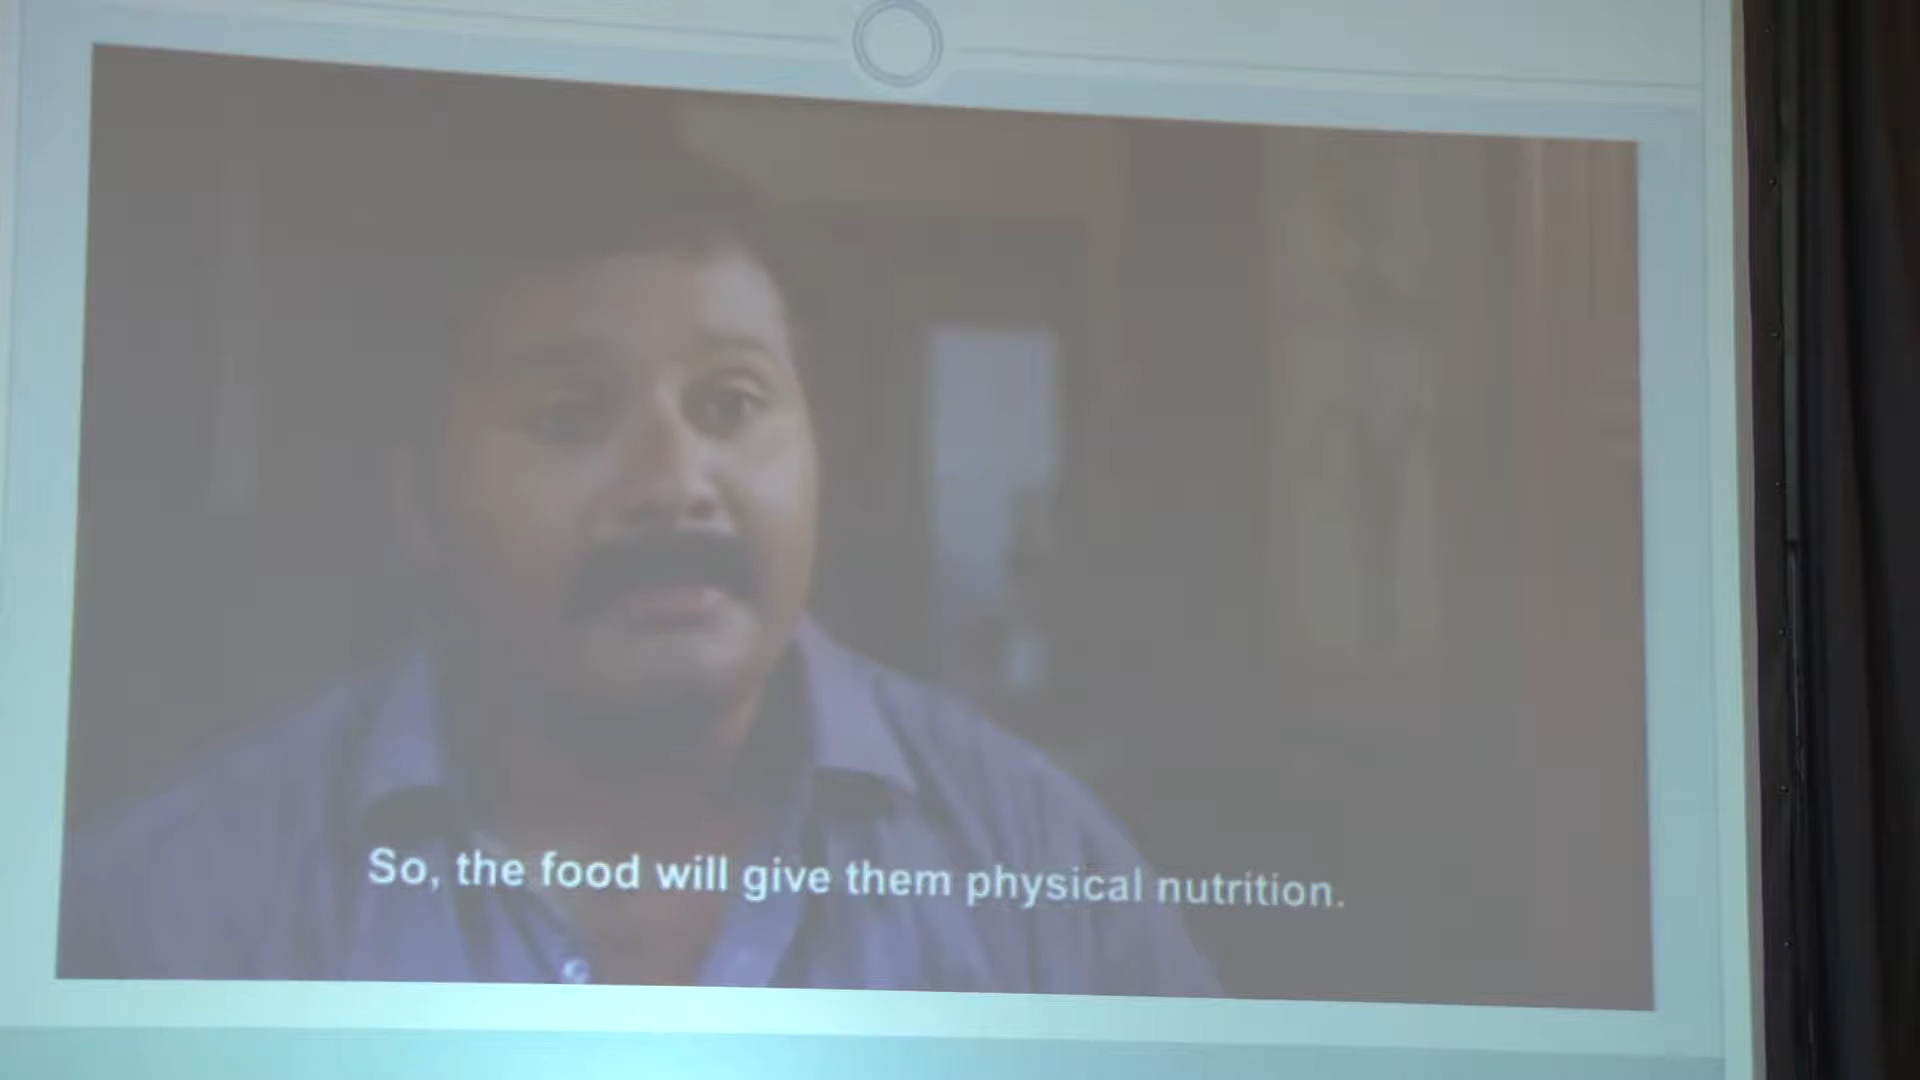 So, the food will give them physical nutrition.